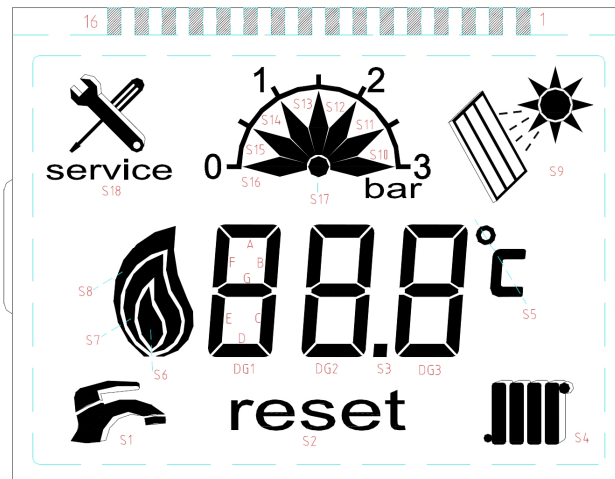 16 1
1 2
S13 S12
S14 S11
S15 S10
0 3
service bar
S16
S18 S17 S9
°c
A
F B
G
S8
E C
S7 D
S5
S6 DG1 DG2 S3 DG3
reset
S1 S2 S4